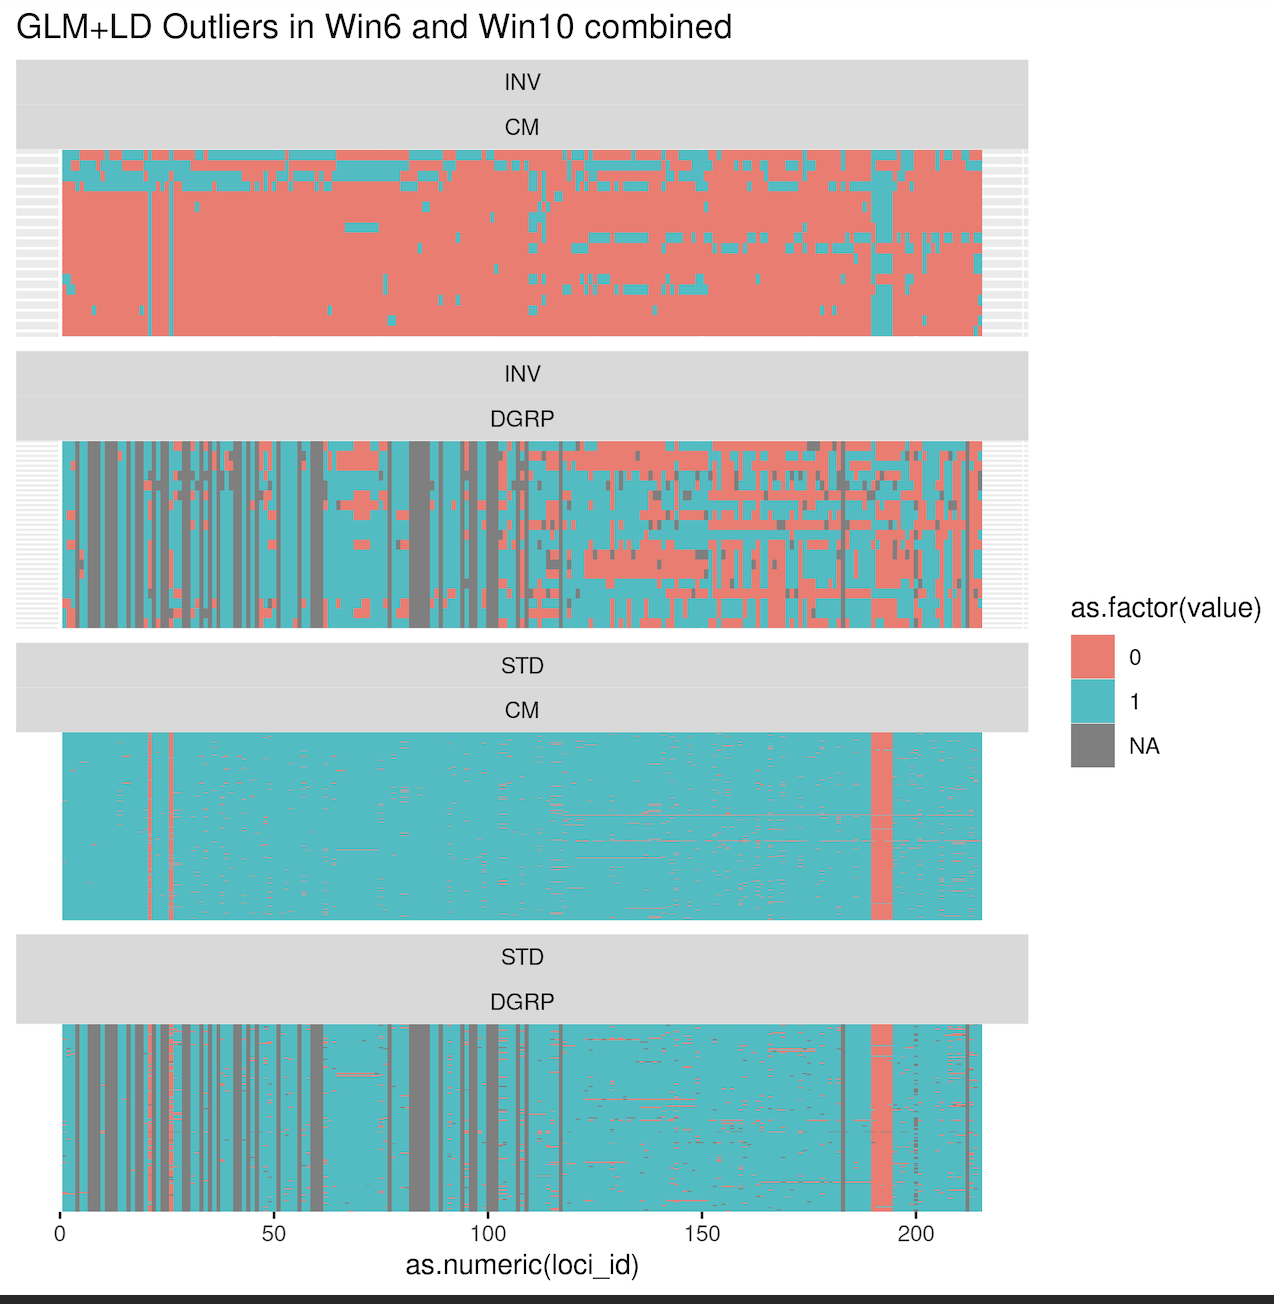 GLM+LD Outliers in Win6 and Win10 combined
INV
CM
INV
DGRP
STD
CM
STD
DGRP
as.factor(value)
0
1
NA
0 50 100 150 200
as.numeric(loci_id)